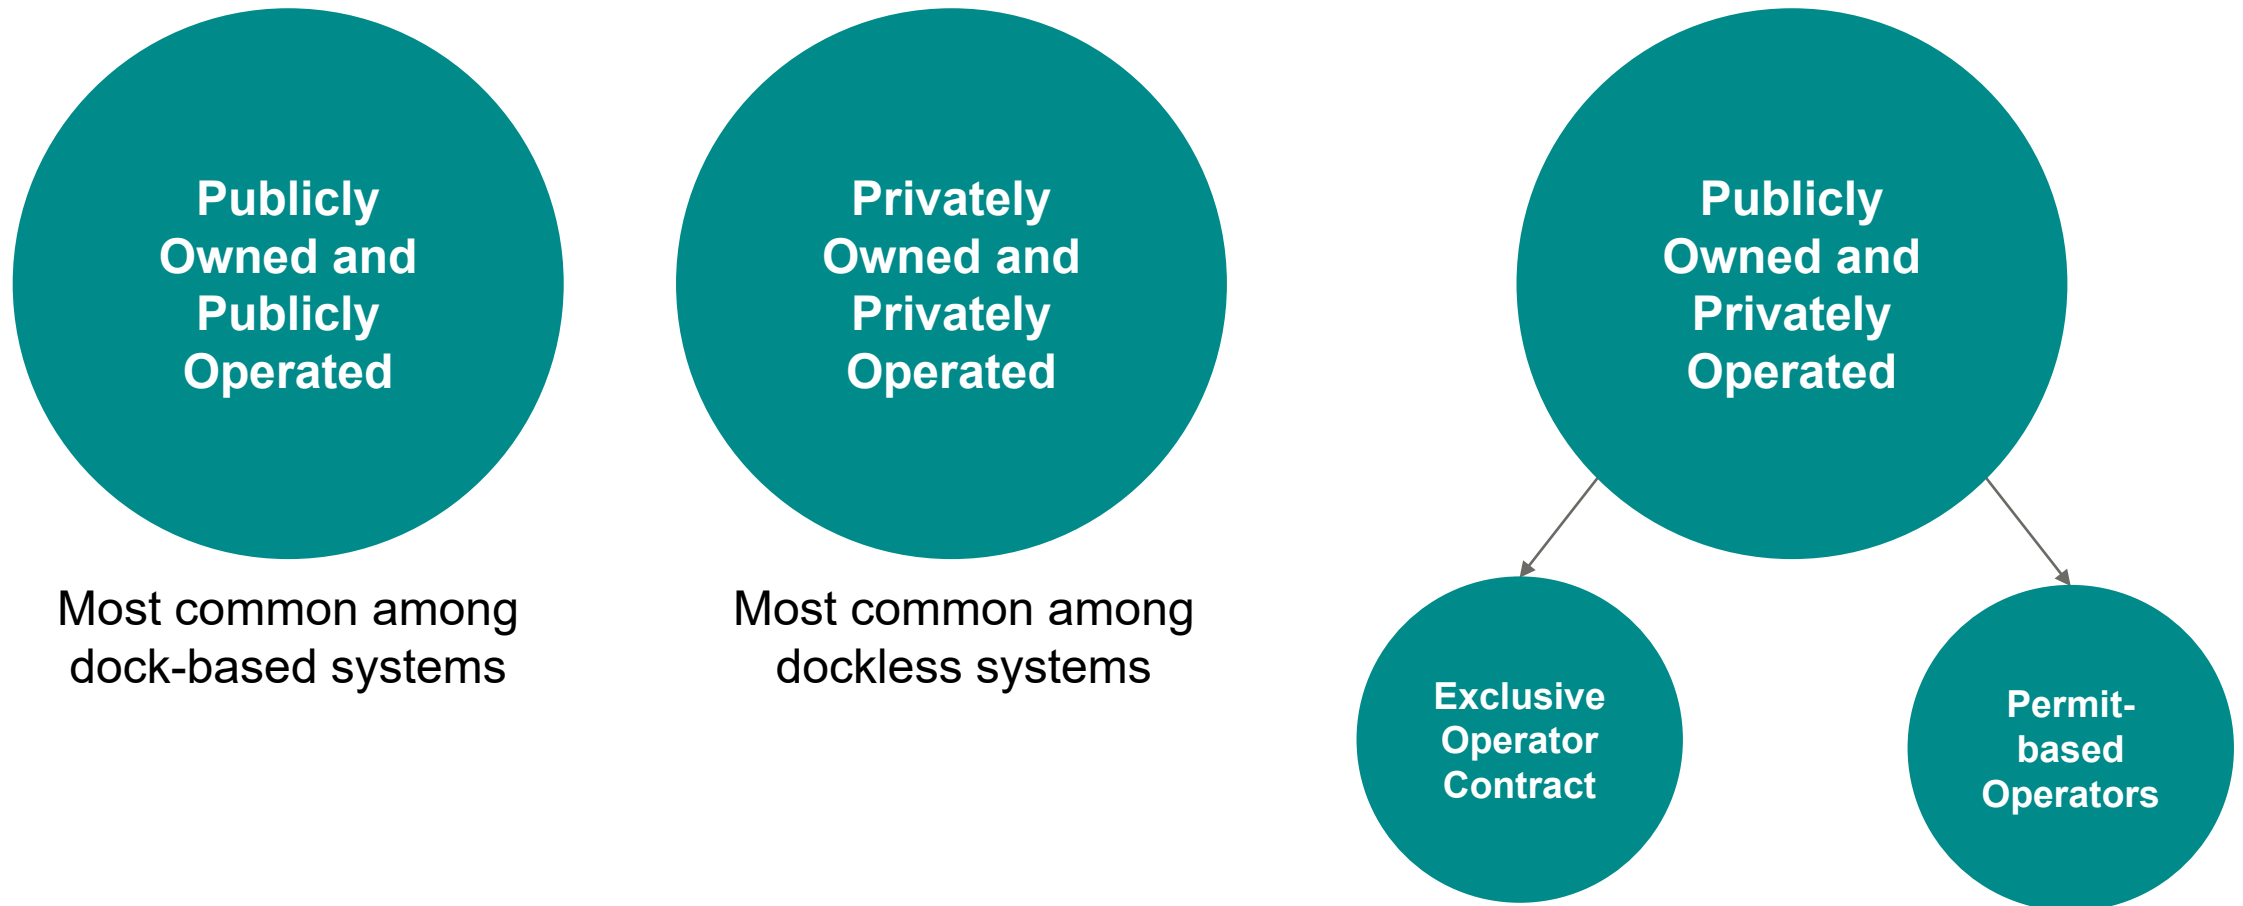 Publicly
Owned and
Publicly
Operated
Most common among
dock-based systems
Privately
Owned and
Privately
Operated
Most common among
dockless systems
Publicly
Owned and
Privately
Operated
Exclusive
Operator
Contract
Permit-
based
Operators